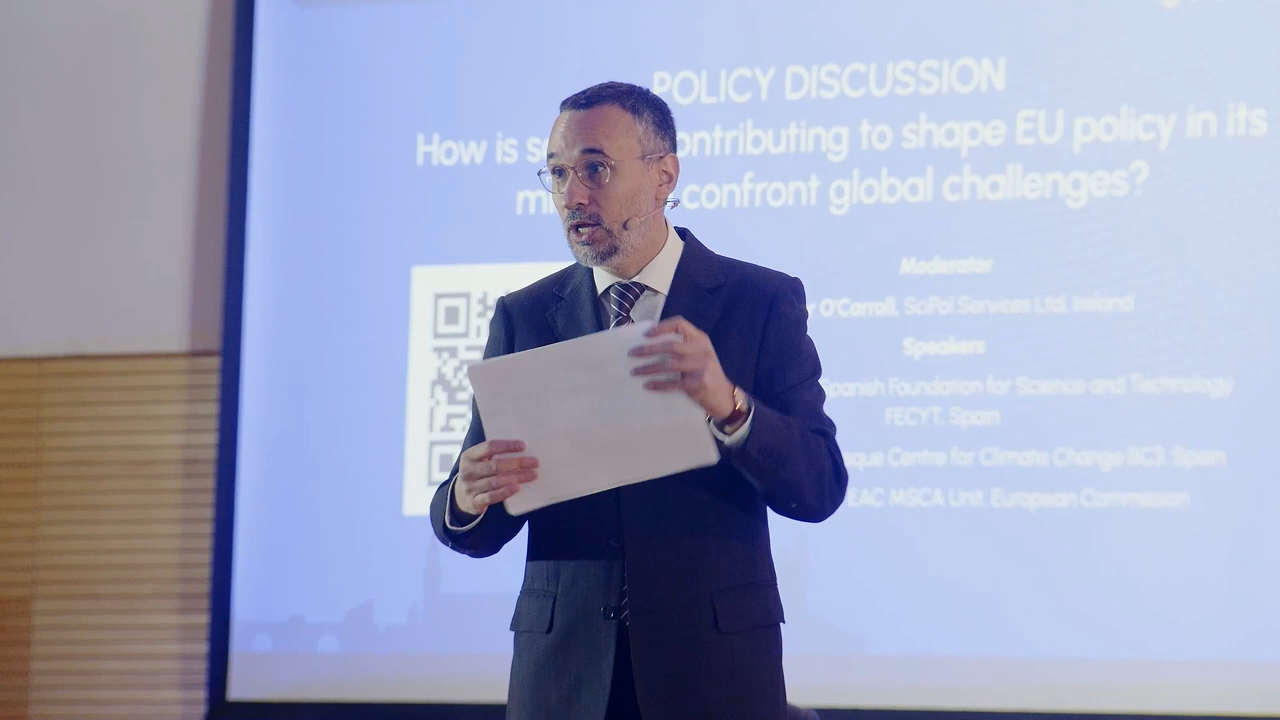 POLICY DISCUSSION
How is contributing to shape EU policy in its
confront global challenges?
Moderator
O'Carroll, SciPol Services Ltd. Ireland
Speakers
Spanish Foundation for Science and Technology
FECYT. Spain
Centre for Climate Change BC3. Spain
EAC MSCA Unit. European Commission